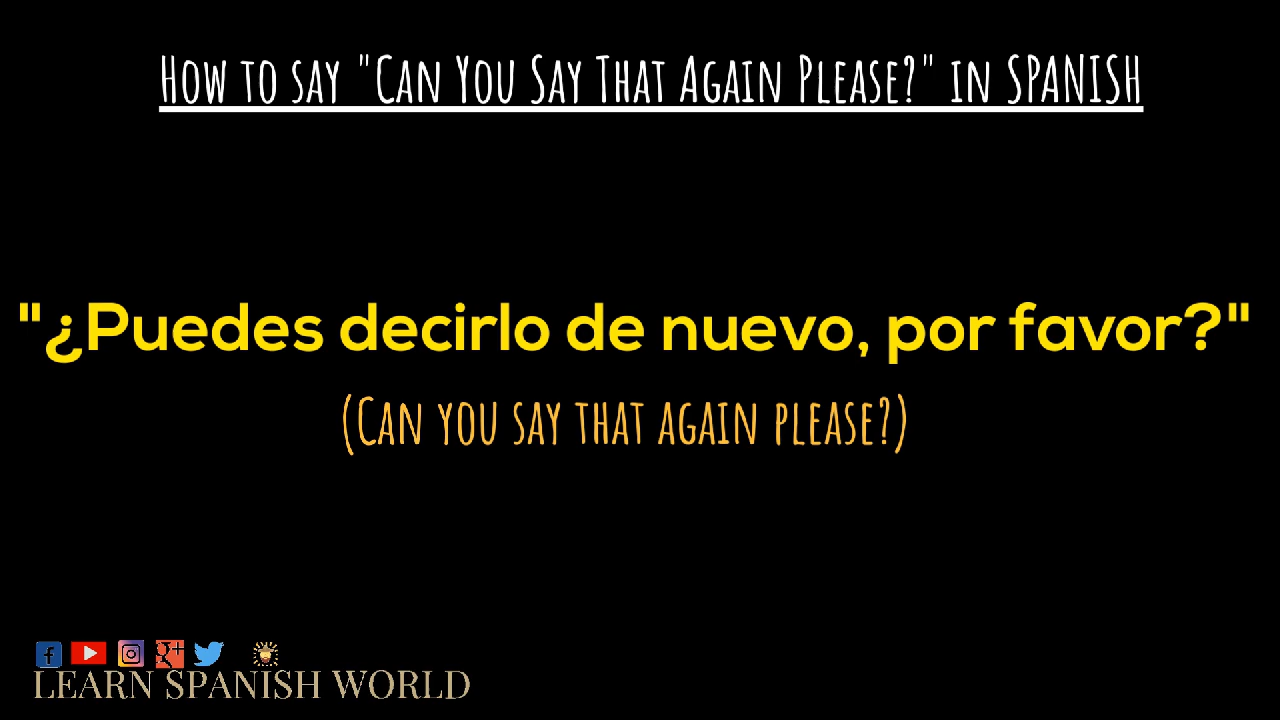 How to say "Can You Say That Again Please?" in SPANISH
"¿Puedes decirlo de nuevo, por favor?"
(Can you say that again please?)
LEARN SPANISH WORLD